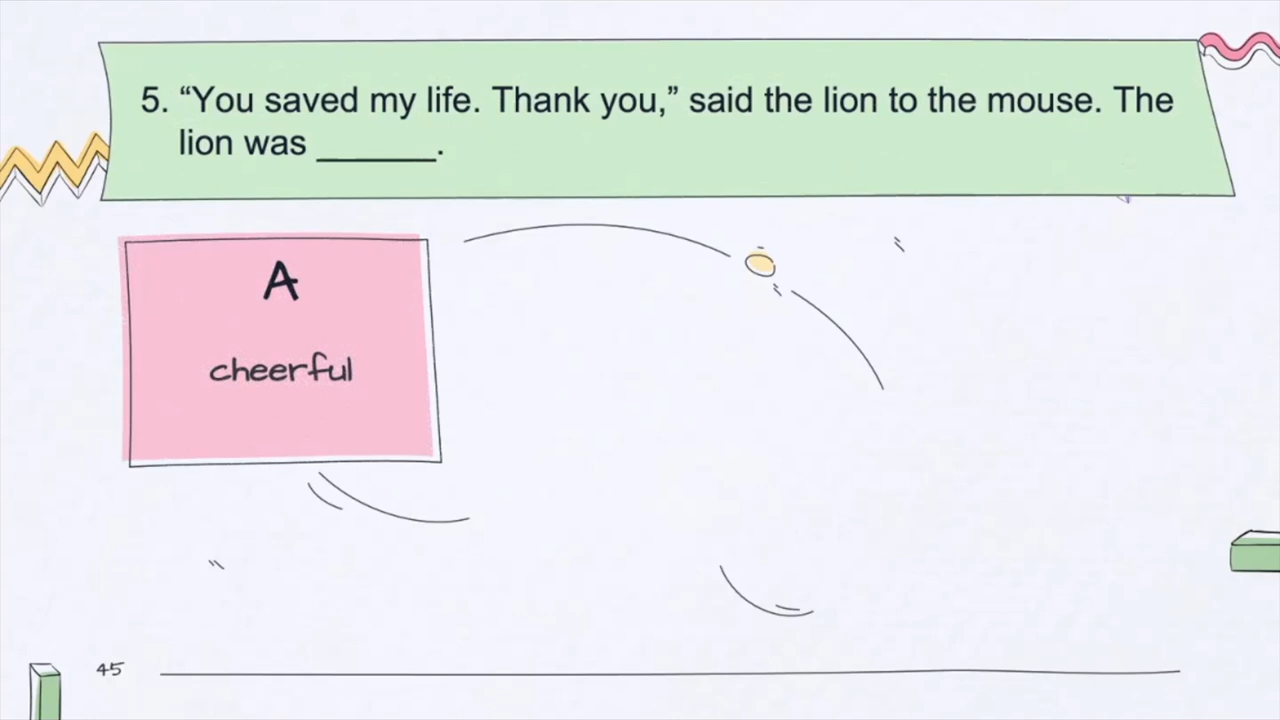 5. “You saved my life. Thank you,” said the lion to the mouse. The
lion was _______.
A
cheerful
45